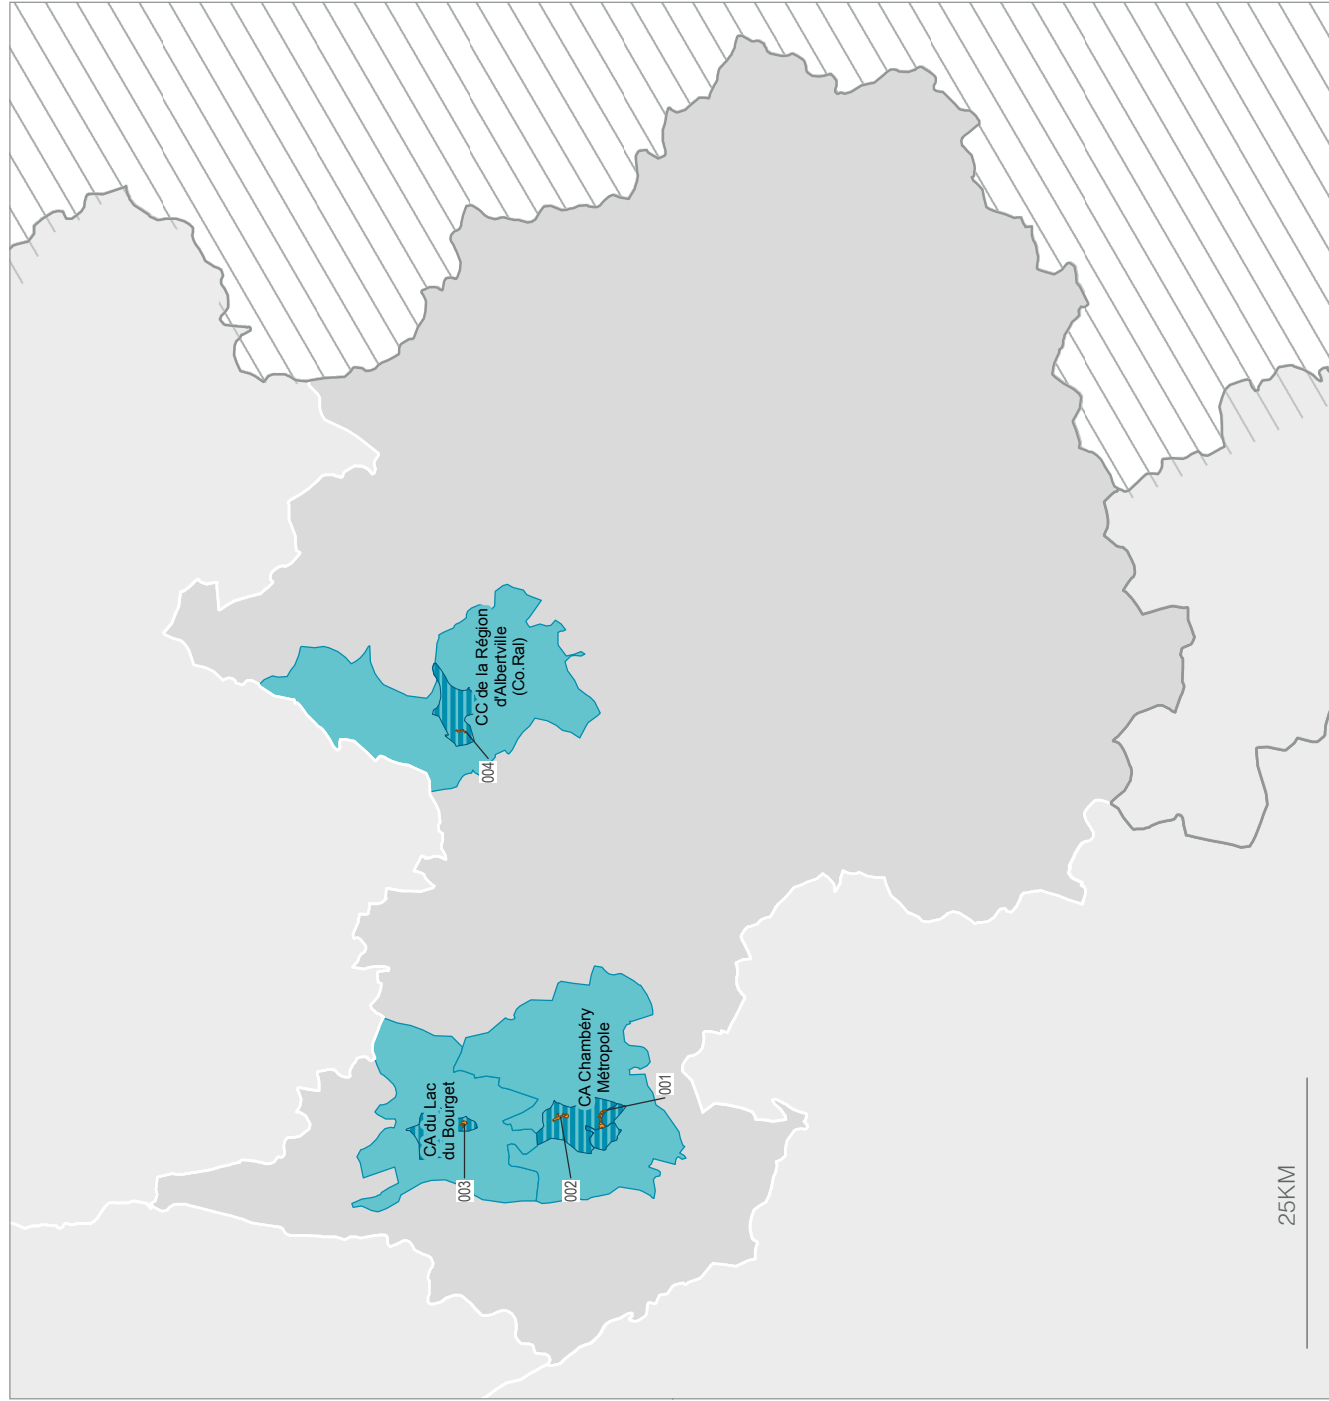 CA du Lac
du Bourget
003
002
CA Chambéry
Métropole
001
004
CC de la Région
d'Albertville
(Co.Ral)
25KM